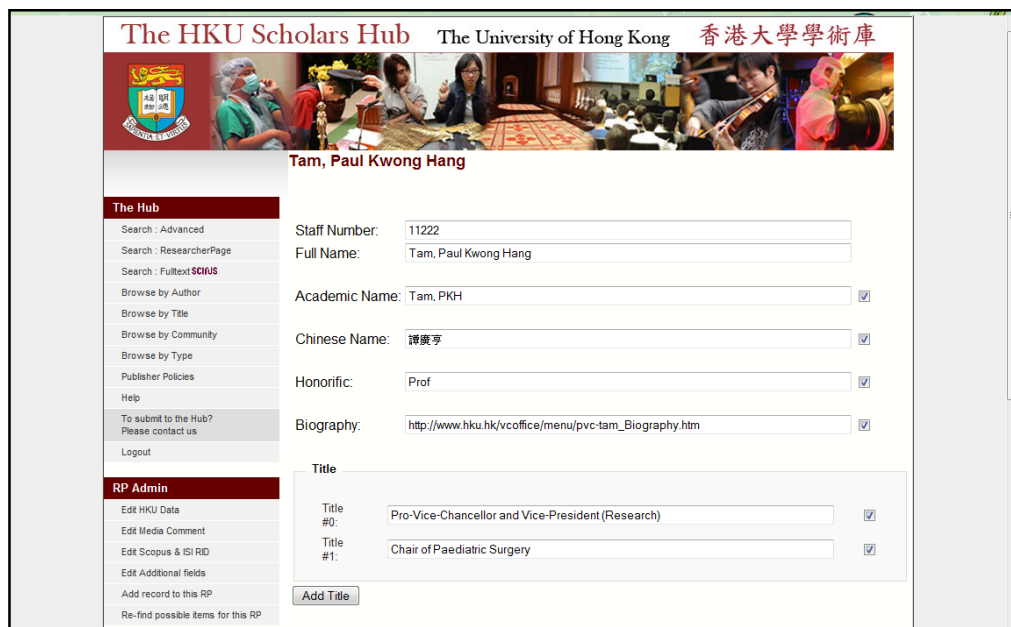 The HKU Scholars Hub The University of Hong Kong 香港大學學術庫
SAPIENTIA ET VIRTUS
Tam, Paul Kwong Hang
The Hub
Search : Advanced
Search : ResearcherPage
Search : Fulltext SCIRUS
Browse by Author
Browse by Title
Browse by Community
Browse by Type
Publisher Policies
Help
To submit to the Hub?
Please contact us
Logout
RP Admin
Edit HKU Data
Edit Media Comment
Edit Scopus & ISI RID
Edit Additional fields
Add record to this RP
Re-find possible items for this RP
Staff Number: 11222
Full Name: Tam, Paul Kwong Hang
Academic Name: Tam, PKH
Chinese Name: 譚廣亨
Honorific: Prof
Biography: http://www.hku.hk/vcoffice/menu/pvc-tam_Biography.htm
Title
Title
#0: Pro-Vice-Chancellor and Vice-President (Research)
Title
#1: Chair of Paediatric Surgery
Add Title